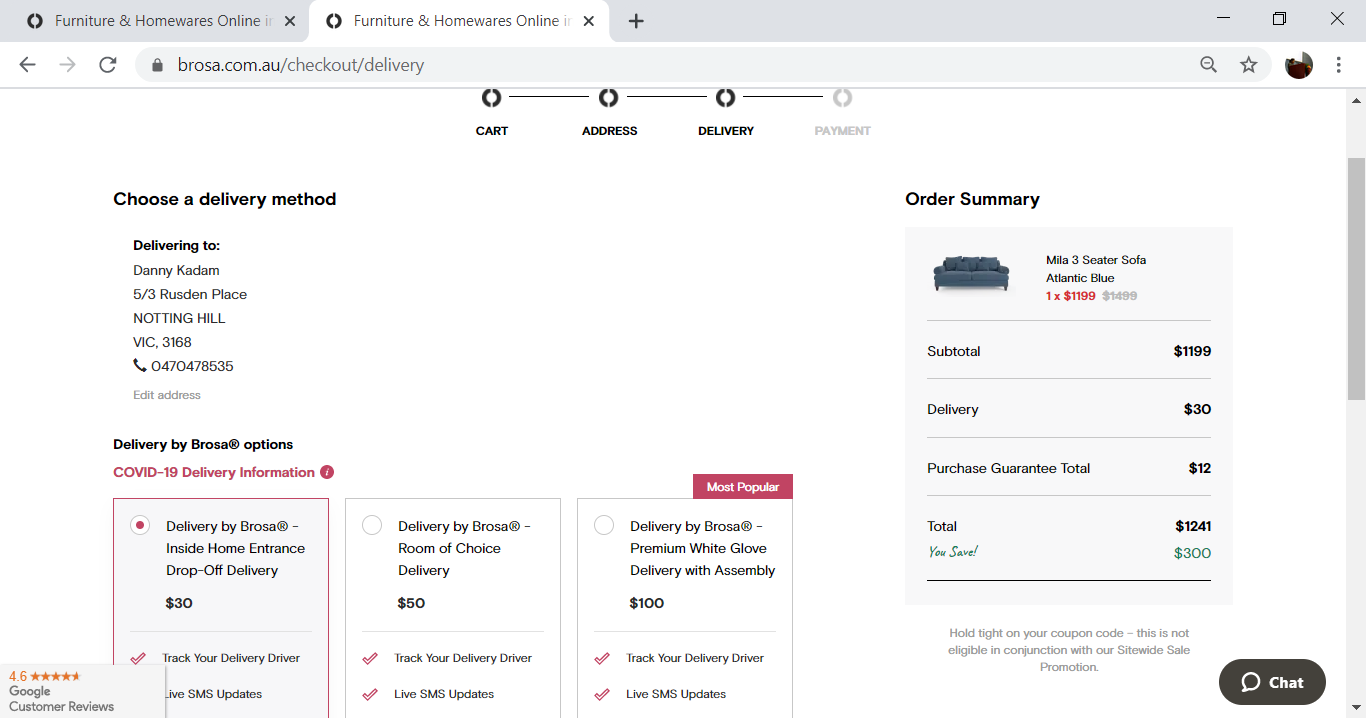 Furniture & Homewares Online in
Furniture & Homewares Online in
brosa.com.au/checkout/delivery
CART
ADDRESS
DELIVERY
PAYMENT
Choose a delivery method
Delivering to:
Danny Kadam
5/3 Rusden Place
NOTTING HILL
VIC, 3168
0470478535
Edit address
Delivery by Brosa® options
COVID-19 Delivery Information i
Delivery by Brosa® -
Inside Home Entrance
Drop-Off Delivery
$30
Track Your Delivery Driver
Live SMS Updates
Delivery by Brosa® -
Room of Choice
Delivery
$50
Track Your Delivery Driver
Live SMS Updates
Most Popular
Delivery by Brosa® -
Premium White Glove
Delivery with Assembly
$100
Track Your Delivery Driver
Live SMS Updates
Order Summary
Mila 3 Seater Sofa
Atlantic Blue
1 x $1199 $1499
Subtotal $1199
Delivery $30
Purchase Guarantee Total $12
Total $1241
You Save! $300
Hold tight on your coupon code – this is not
eligible in conjunction with our Sitewide Sale
Promotion.
4.6
Google
Customer Reviews
Chat